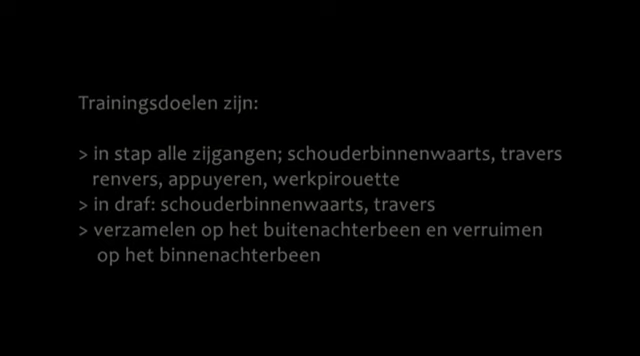 Trainingsdoelen zijn:
> in stap alle zijgangen; schouderbinnenwaarts, travers
renvers, appuyeren, werkpirouette
> in draf: schouderbinnenwaarts, travers
> verzamelen op het buitenachterbeen en verruimen
op het binnenachterbeen